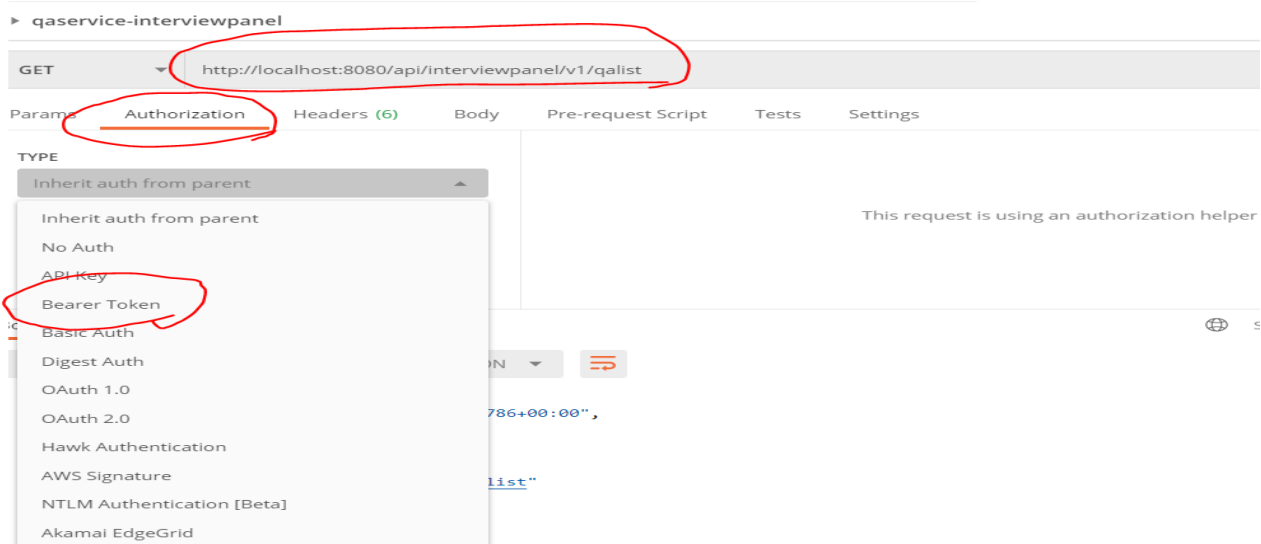 qaservice-interviewpanel
GET http://localhost:8080/api/interviewpanel/v1/qalist
Params Authorization Headers (6) Body Pre-request Script Tests Settings
TYPE
Inherit auth from parent
This request is using an authorization helper
Inherit auth from parent
No Auth
API Key
Bearer Token
Basic Auth
Digest Auth
OAuth 1.0
OAuth 2.0
786+00:00",
Hawk Authentication
AWS Signature
list"
NTLM Authentication [Beta]
Akamai EdgeGrid